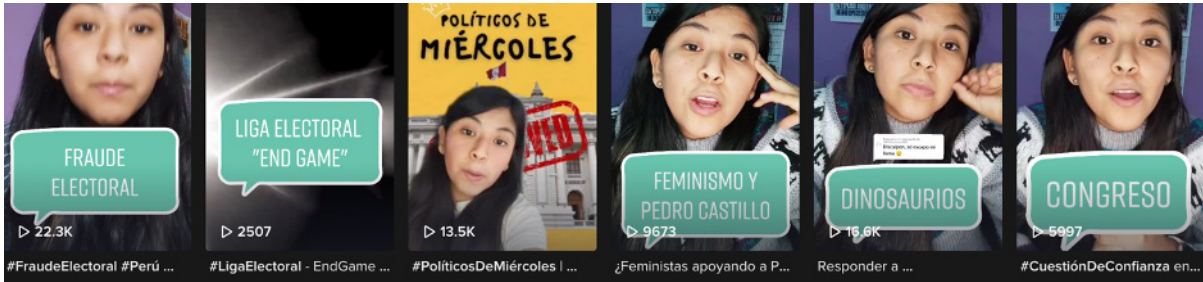 FRAUDE
ELECTORAL
22.3K
#FraudeElectoral #Perú ...
LIGA ELECTORAL
"END GAME"
2507
#LigaElectoral - EndGame ...
POLÍTICOS DE
MIÉRCOLES
VED
13.5K
#PolíticosDeMiércoles | ...
FEMINISMO Y
PEDRO CASTILLO
9673
¿Feministas apoyando a P...
DINOSAURIOS
16.6K
Responder a ...
CONGRESO
5997
#CuestiónDeConfianza en...